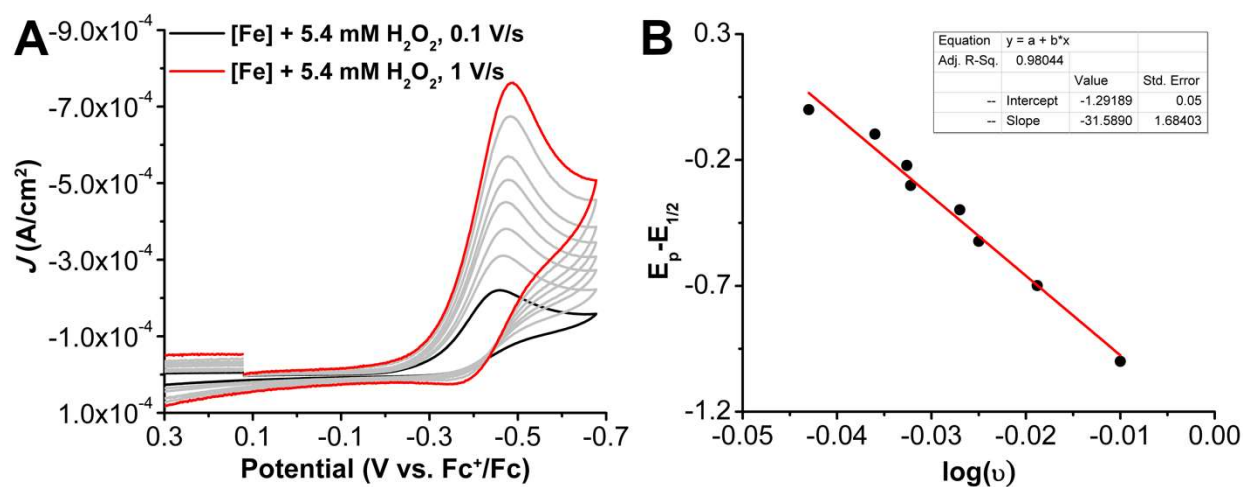 A
[Fe] + 5.4 mM H₂O₂, 0.1 V/s
[Fe] + 5.4 mM H₂O₂, 1 V/s
-9.0x10⁻⁴
-7.0x10⁻⁴
-5.0x10⁻⁴
-3.0x10⁻⁴
-1.0x10⁻⁴
1.0x10⁻⁴
J (A/cm²)
0.3 0.1 -0.1 -0.3 -0.5 -0.7
Potential (V vs. Fc⁺/Fc)
B
Equation y = a + b*x
Adj. R-Sq. 0.98044
Value Std. Error
-- Intercept -1.29189 0.05
-- Slope -31.5890 1.68403
0.3
-0.2
-0.7
-1.2
Eₚ-E₁/₂
-0.05 -0.04 -0.03 -0.02 -0.01 0.00
log(υ)